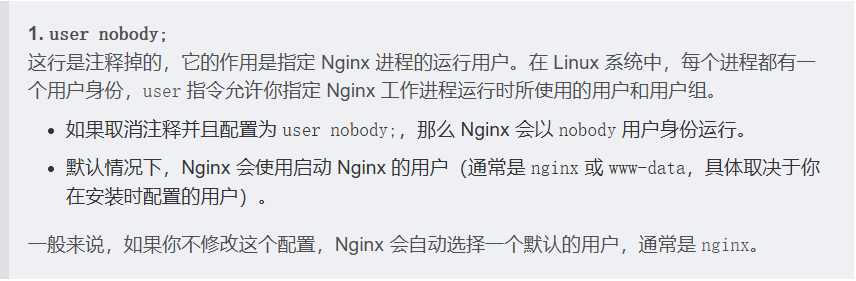 1. user nobody;
这行是注释掉的，它的作用是指定 Nginx 进程的运行用户。在 Linux 系统中，每个进程都有一
个用户身份，user 指令允许你指定 Nginx 工作进程运行时所使用的用户和用户组。
• 如果取消注释并且配置为 user nobody;，那么 Nginx 会以 nobody 用户身份运行。
• 默认情况下，Nginx 会使用启动 Nginx 的用户（通常是 nginx 或 www-data，具体取决于你
在安装时配置的用户）。
一般来说，如果你不修改这个配置，Nginx 会自动选择一个默认的用户，通常是 nginx。